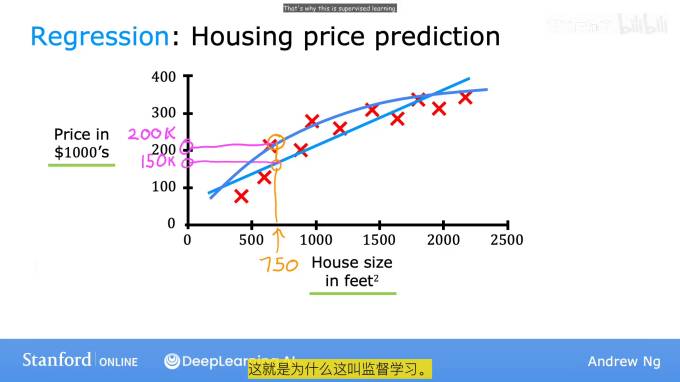 That's why this is supervised learning
bilibili
Regression: Housing price prediction
400
300
200K
200
150K
100
0
Price in
$1000's
0 500 1000 1500 2000 2500
750
House size
in feet²
Stanford ONLINE DeepLearning.AI Andrew Ng
这就是为什么这叫监督学习。